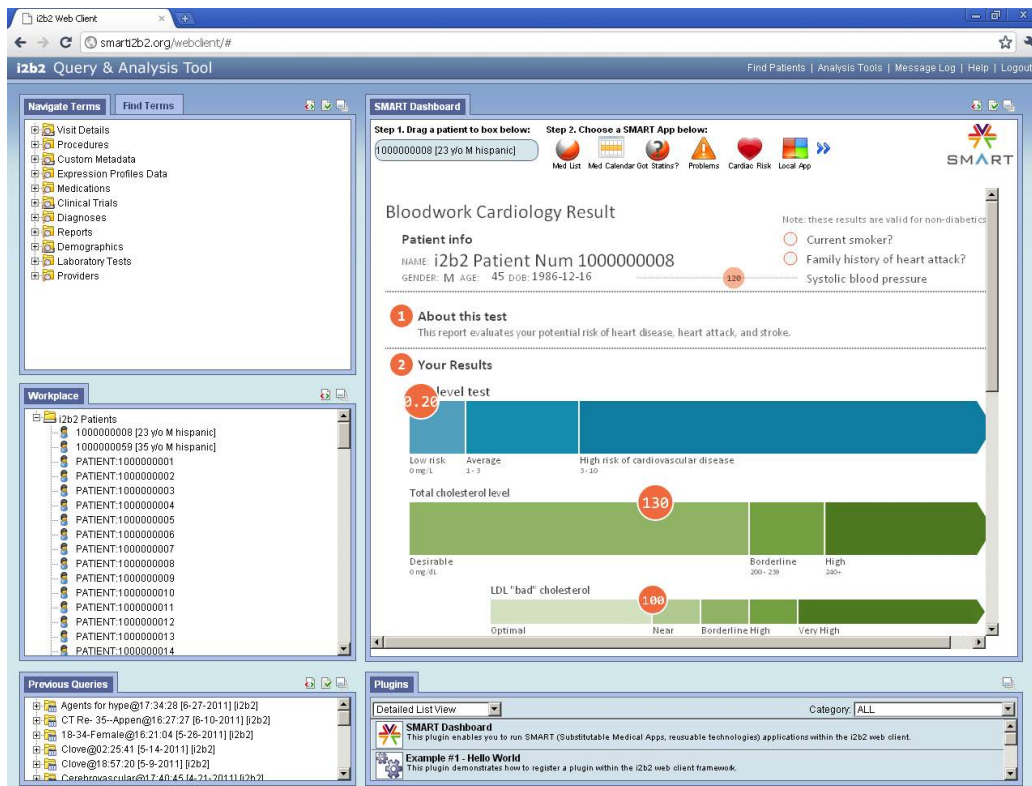 i2b2 Web Client
smarti2b2.org/webclient/#
i2b2 Query & Analysis Tool
Find Patients | Analysis Tools | Message Log | Help | Logout
Navigate Terms Find Terms
Visit Details
Procedures
Custom Metadata
Expression Profiles Data
Medications
Clinical Trials
Diagnoses
Reports
Demographics
Laboratory Tests
Providers
Workplace
i2b2 Patients
1000000008 [23 y/o M hispanic]
1000000059 [35 y/o M hispanic]
PATIENT:1000000001
PATIENT:1000000002
PATIENT:1000000003
PATIENT:1000000004
PATIENT:1000000005
PATIENT:1000000006
PATIENT:1000000007
PATIENT:1000000008
PATIENT:1000000009
PATIENT:1000000010
PATIENT:1000000011
PATIENT:1000000012
PATIENT:1000000013
PATIENT:1000000014
Previous Queries
Agents for hype@17:34:28 [6-27-2011] [i2b2]
CT Re- 35--Appen@16:27:27 [6-10-2011] [i2b2]
18-34-Female@16:21:04 [5-26-2011] [i2b2]
Clove@02:25:41 [5-14-2011] [i2b2]
Clove@18:57:20 [5-9-2011] [i2b2]
Cerebrovascular@17:40:45 [4-21-2011] [i2b2]
SMART Dashboard
Step 1. Drag a patient to box below: Step 2. Choose a SMART App below:
1000000008 [23 y/o M hispanic]
Med List Med Calendar Got Statins? Problems Cardiac Risk Local App
SMART
Bloodwork Cardiology Result
Note: these results are valid for non-diabetics
Patient info
Current smoker?
NAME: i2b2 Patient Num 1000000008
Family history of heart attack?
GENDER: M AGE: 45 DOB: 1986-12-16
120 Systolic blood pressure
1 About this test
This report evaluates your potential risk of heart disease, heart attack, and stroke.
2 Your Results
0.20 level test
Low risk Average High risk of cardiovascular disease
0 mg/L 1-3 3-10
Total cholesterol level
130
Desirable Borderline High
0 mg/dL 200-239 240+
LDL "bad" cholesterol
100
Optimal Near Borderline High Very High
Plugins
Detailed List View Category: ALL
SMART Dashboard
This plugin enables you to run SMART (Substitutable Medical Apps, reusuable technologies) applications within the i2b2 web client.
Example #1 - Hello World
This plugin demonstrates how to register a plugin within the i2b2 web client framework.